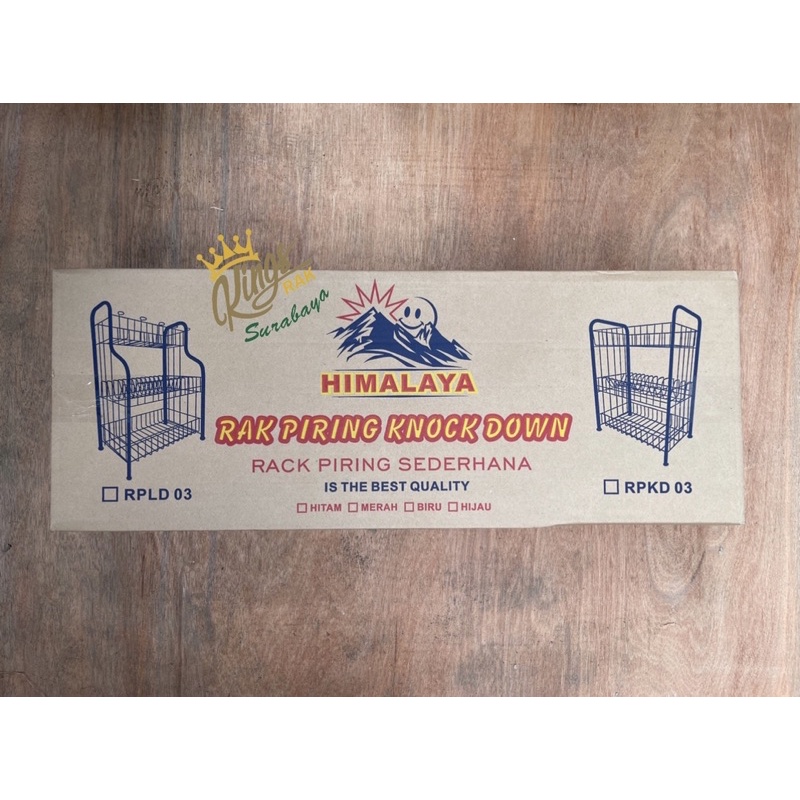 Kings
RAK
Surabaya
HIMALAYA
RAK PIRING KNOCK DOWN
RACK PIRING SEDERHANA
IS THE BEST QUALITY
HITAM MERAH BIRU HIJAU
RPLD 03
RPKD 03